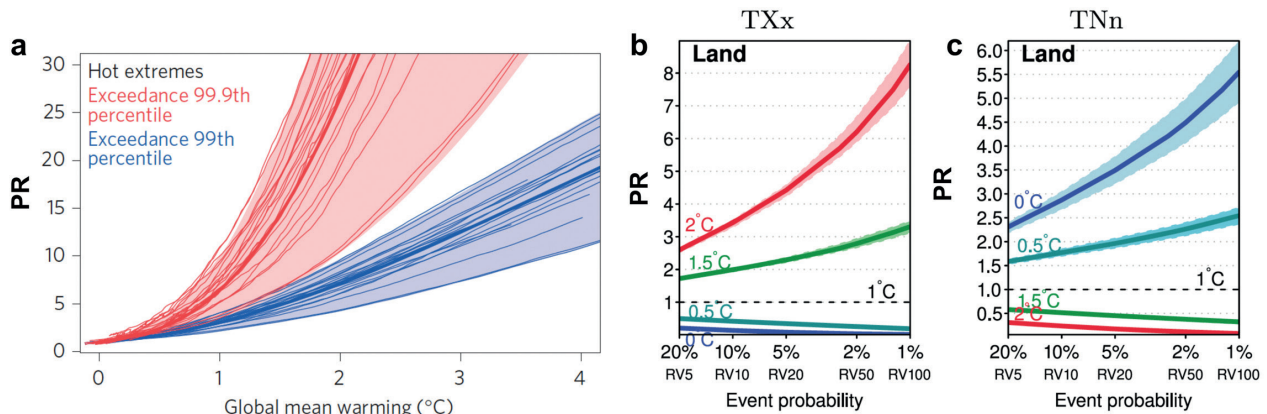 a
PR
30
25
20
15
10
5
0
Hot extremes
Exceedance 99.9th
percentile
Exceedance 99th
percentile
0
1
2
3
4
Global mean warming (°C)
TXx
b
Land
PR
8
7
6
5
4
3
2
1
2°C
1.5°C
1°C
0.5°C
0°C
20%
10%
5%
2%
1%
RV5
RV10
RV20
RV50
RV100
Event probability
TNn
c
Land
PR
6.0
5.5
5.0
4.5
4.0
3.5
3.0
2.5
2.0
1.5
1.0
0.5
0°C
0.5°C
1°C
1.5°C
2°C
20%
10%
5%
2%
1%
RV5
RV10
RV20
RV50
RV100
Event probability